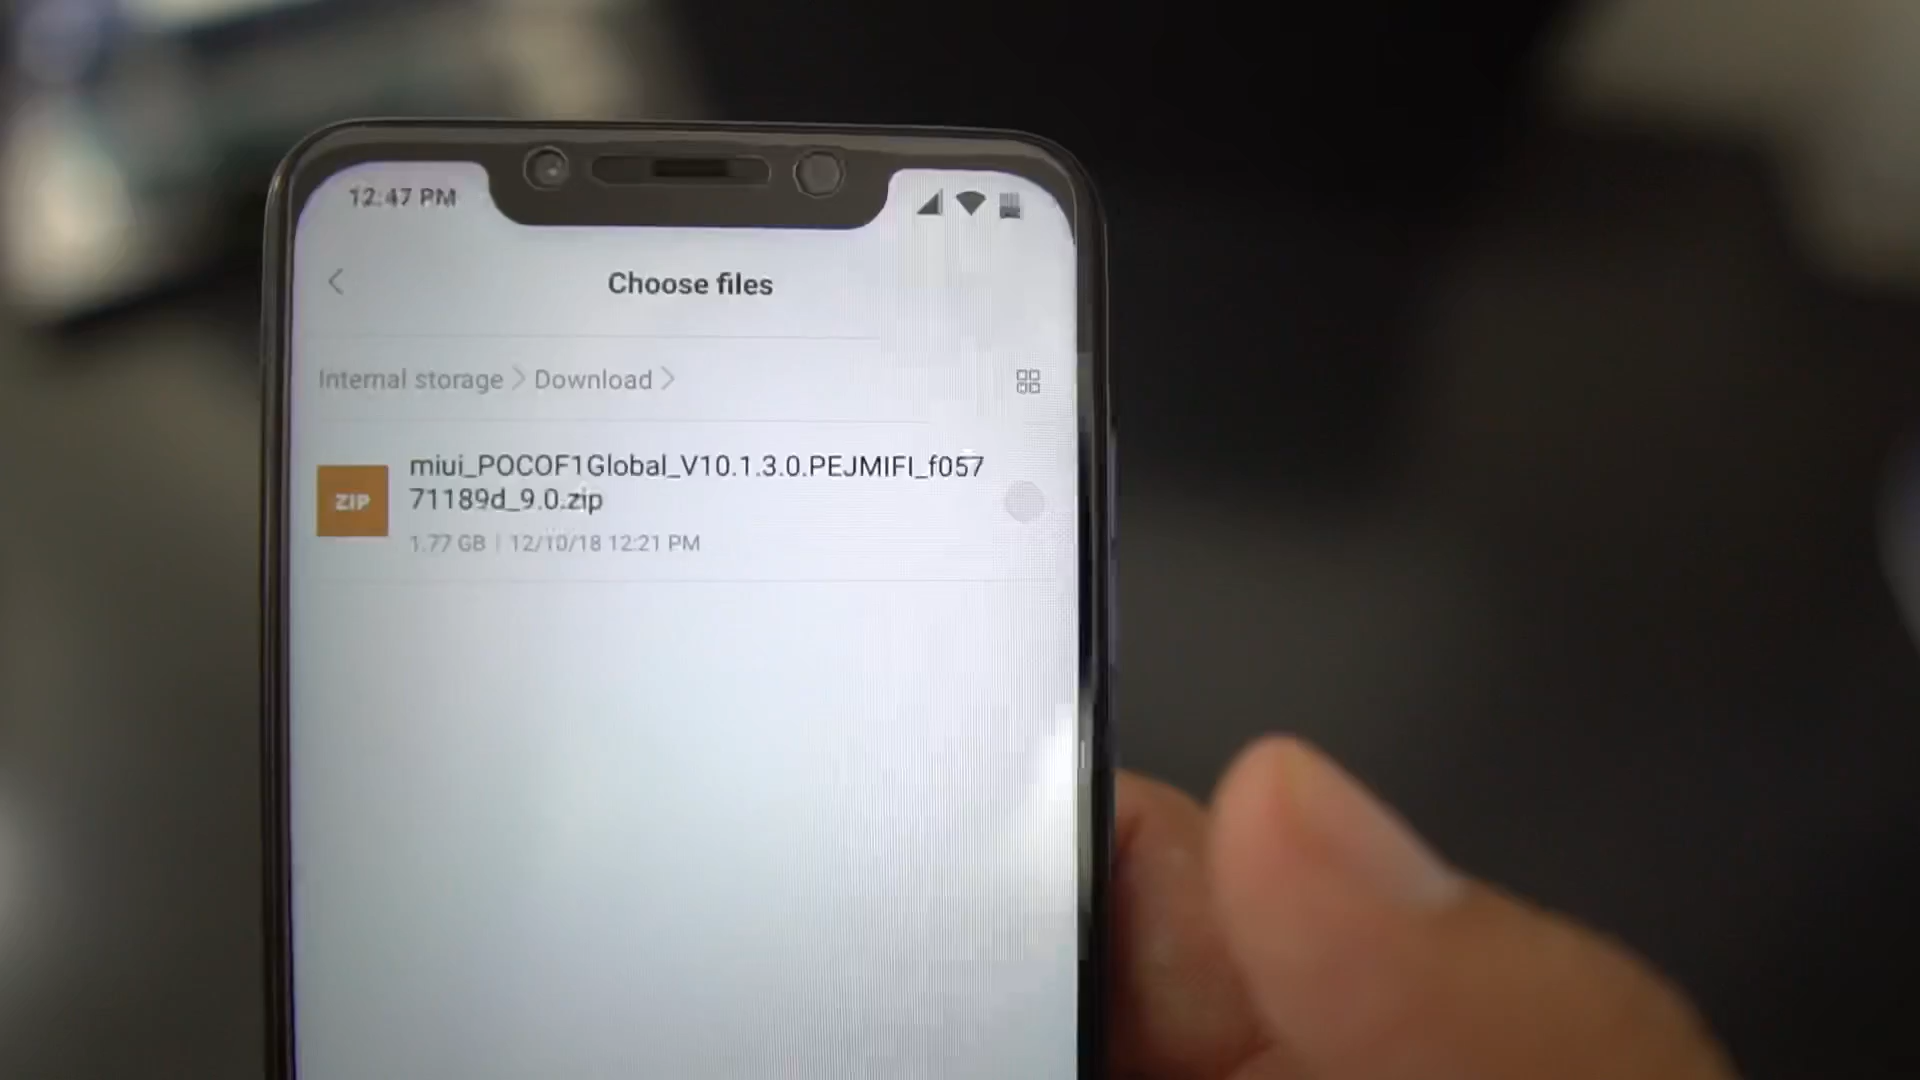 12:47 PM
Choose files
Internal storage > Download >
ZIP
miui_POCOF1Global_V10.1.3.0.PEJMIFI_f057
71189d_9.0.zip
1.77 GB | 12/10/18 12:21 PM